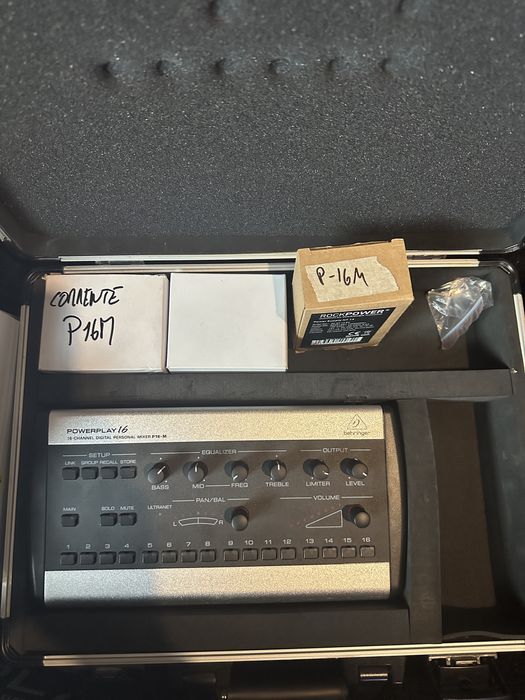 CORRENTE
P16M
P-16M
ROCKPOWER®
POWERPLAY 16
16-CHANNEL DIGITAL PERSONAL MIXER P16-M
behringer
SETUP
EQUALIZER
OUTPUT
LINK GROUP RECALL STORE
BASS MID FREQ TREBLE LIMITER LEVEL
PAN/BAL
VOLUME
MAIN SOLO MUTE ULTRANET
L R
1 2 3 4 5 6 7 8 9 10 11 12 13 14 15 16